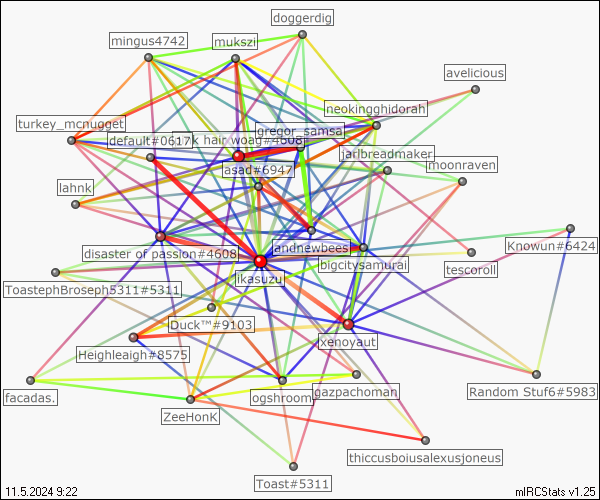 doggerdig
mingus4742
mukszi
avelicious
neokingghidorah
turkey_mcnugget
gregor_samsa
default#0617
k hair woag#4608
jarlbreadmaker
moonraven
asad#6947
lahnk
andnewbees
Knowun#6424
disaster of passion#4608
bigcitysamurai
tescoroll
ikasuzu
ToastephBroseph5311#5311
Duck™#9103
xenoyaut
Heighleigh#8575
facadas.
ogshroom
gazpachoman
Random Stuf6#5983
ZeeHonK
thiccusboiusalexusjoneus
Toast#5311
11.5.2024 9:22
mIRCStats v1.25